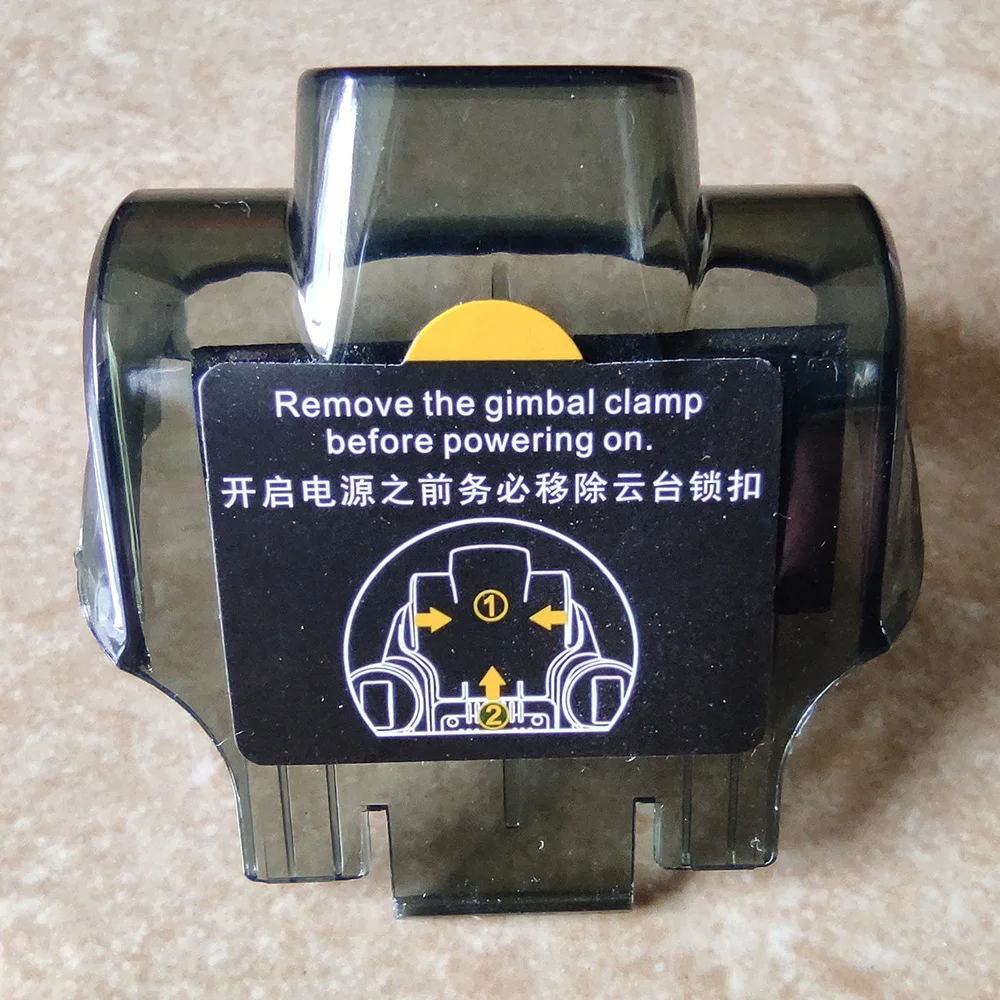 Remove the gimbal clamp
before powering on.
开启电源之前务必移除云台锁扣
1
2